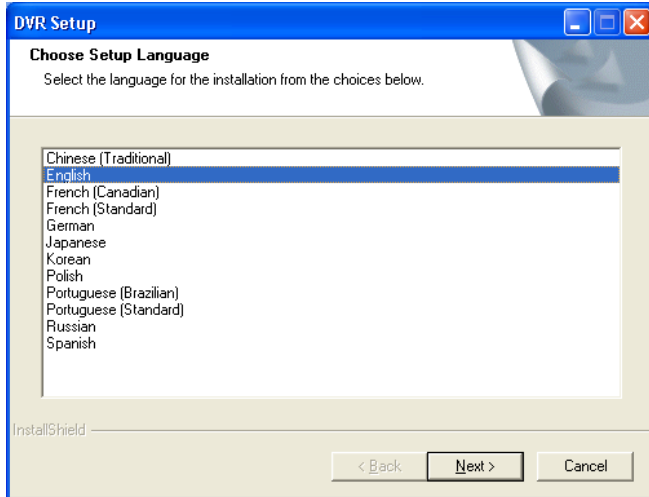 DVR Setup
Choose Setup Language
Select the language for the installation from the choices below.
Chinese (Traditional)
English
French (Canadian)
French (Standard)
German
Japanese
Korean
Polish
Portuguese (Brazilian)
Portuguese (Standard)
Russian
Spanish
InstallShield
< Back
Next >
Cancel